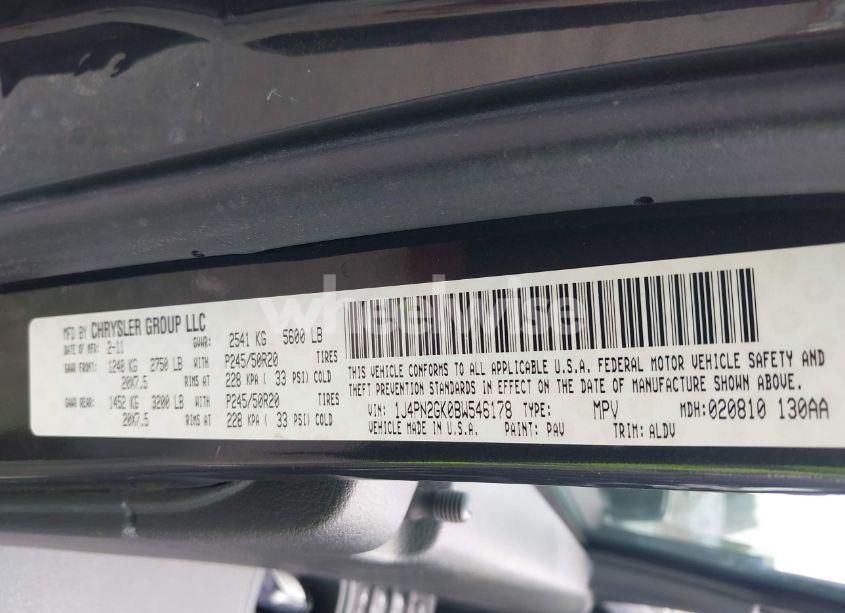 MFD BY CHRYSLER GROUP LLC
DATE OF MFR: 2-11 GVWR: 2541 KG 5600 LB
GAWR FRONT: 1248 KG 2750 LB WITH P245/50R20 TIRES
20X7.5 RIMS AT 228 KPA ( 33 PSI) COLD
GAWR REAR: 1452 KG 3200 LB WITH P245/50R20 TIRES
20X7.5 RIMS AT 228 KPA ( 33 PSI) COLD
THIS VEHICLE CONFORMS TO ALL APPLICABLE U.S.A. FEDERAL MOTOR VEHICLE SAFETY AND
THEFT PREVENTION STANDARDS IN EFFECT ON THE DATE OF MANUFACTURE SHOWN ABOVE.
VIN: 1J4PN2GK0BW546178 TYPE: MPV MDH:020810 130AA
VEHICLE MADE IN U.S.A. PAINT: PAV TRIM: ALDV
wheelwise